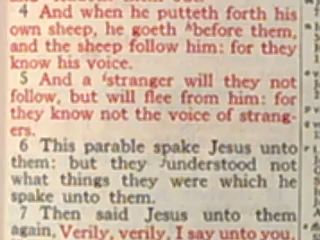 4 And when he putteth forth his
own sheep, he goeth before them,
and the sheep follow him: for they
know his voice.
5 And a stranger will they not
follow, but will flee from him: for
they know not the voice of strang-
ers.
6 This parable spake Jesus unto
them: but they understood not
what things they were which he
spake unto them.
7 Then said Jesus unto them
again, Verily, verily, I say unto you,